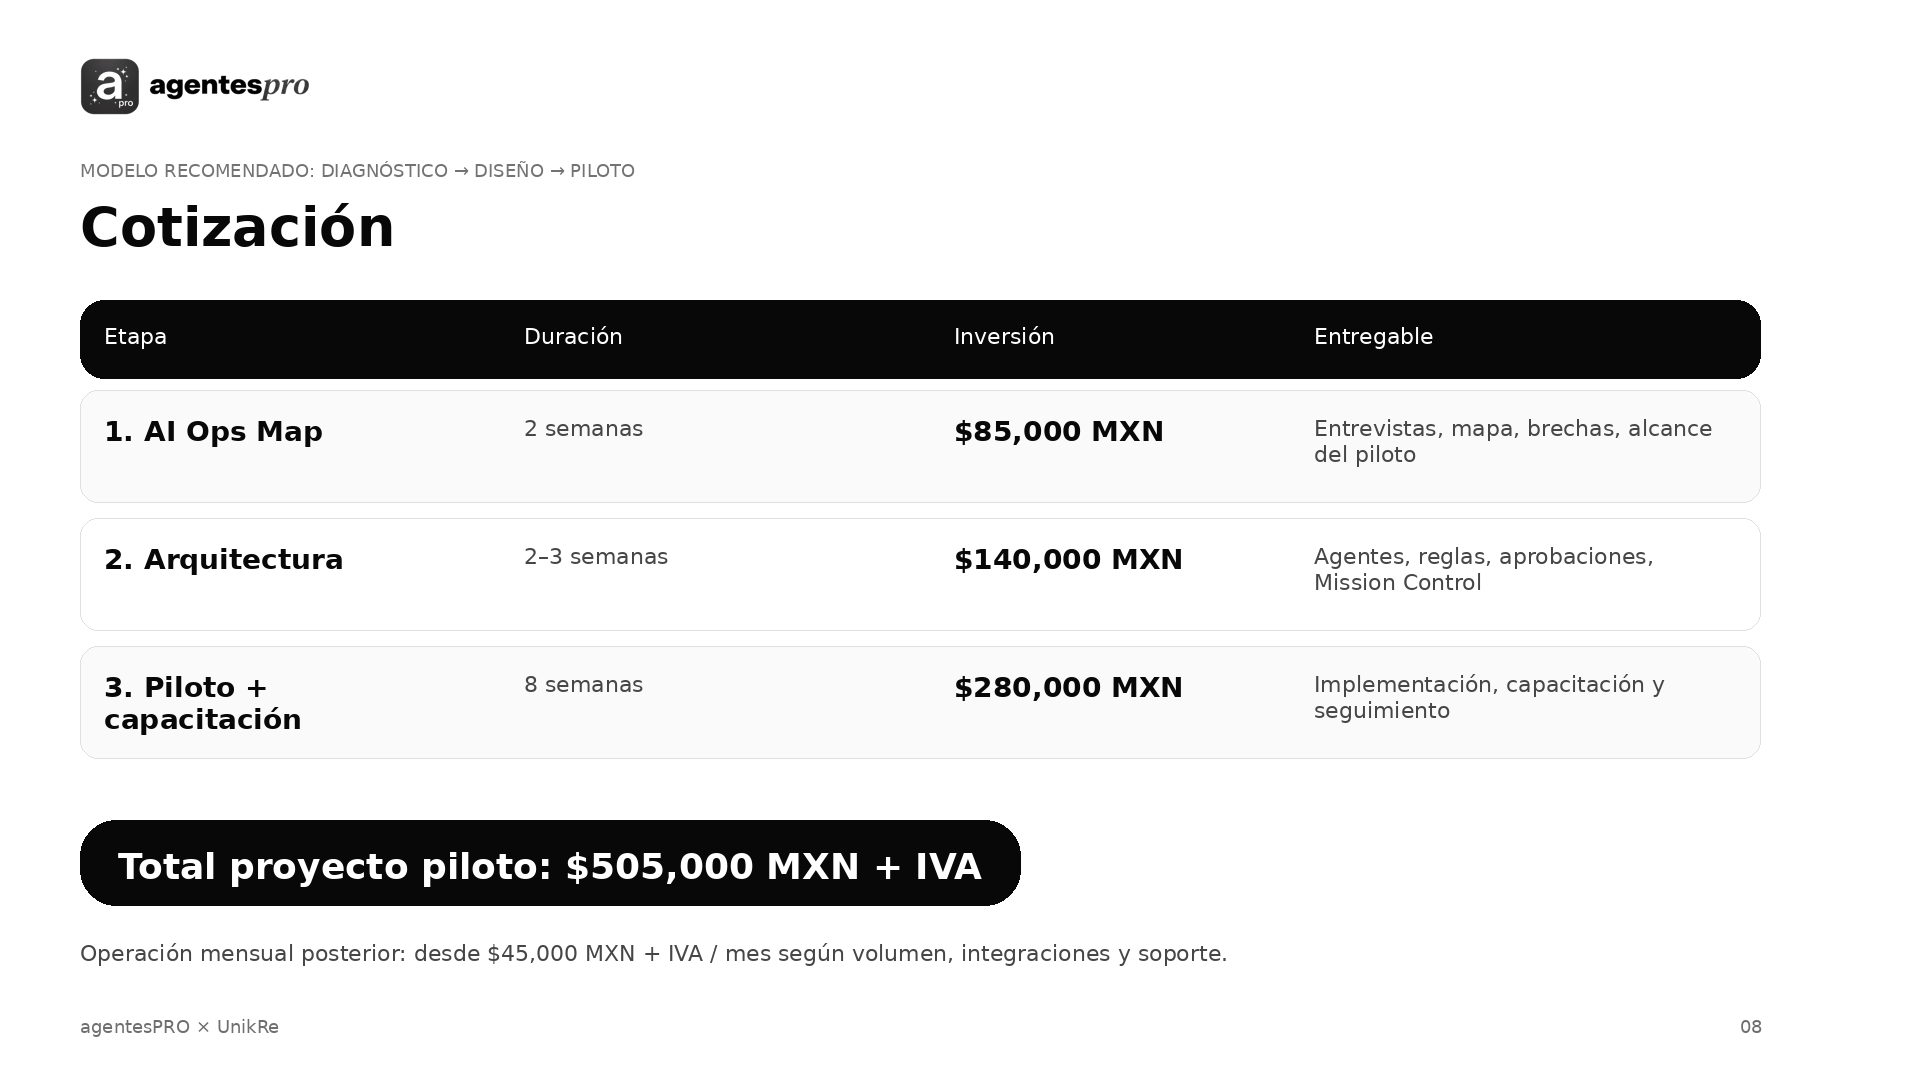 a
pro
agentespro
MODELO RECOMENDADO: DIAGNÓSTICO → DISEÑO → PILOTO
Cotización
Etapa Duración Inversión Entregable
1. AI Ops Map 2 semanas $85,000 MXN Entrevistas, mapa, brechas, alcance
del piloto
2. Arquitectura 2–3 semanas $140,000 MXN Agentes, reglas, aprobaciones,
Mission Control
3. Piloto + 8 semanas $280,000 MXN Implementación, capacitación y
capacitación seguimiento
Total proyecto piloto: $505,000 MXN + IVA
Operación mensual posterior: desde $45,000 MXN + IVA / mes según volumen, integraciones y soporte.
agentesPRO × UnikRe 08